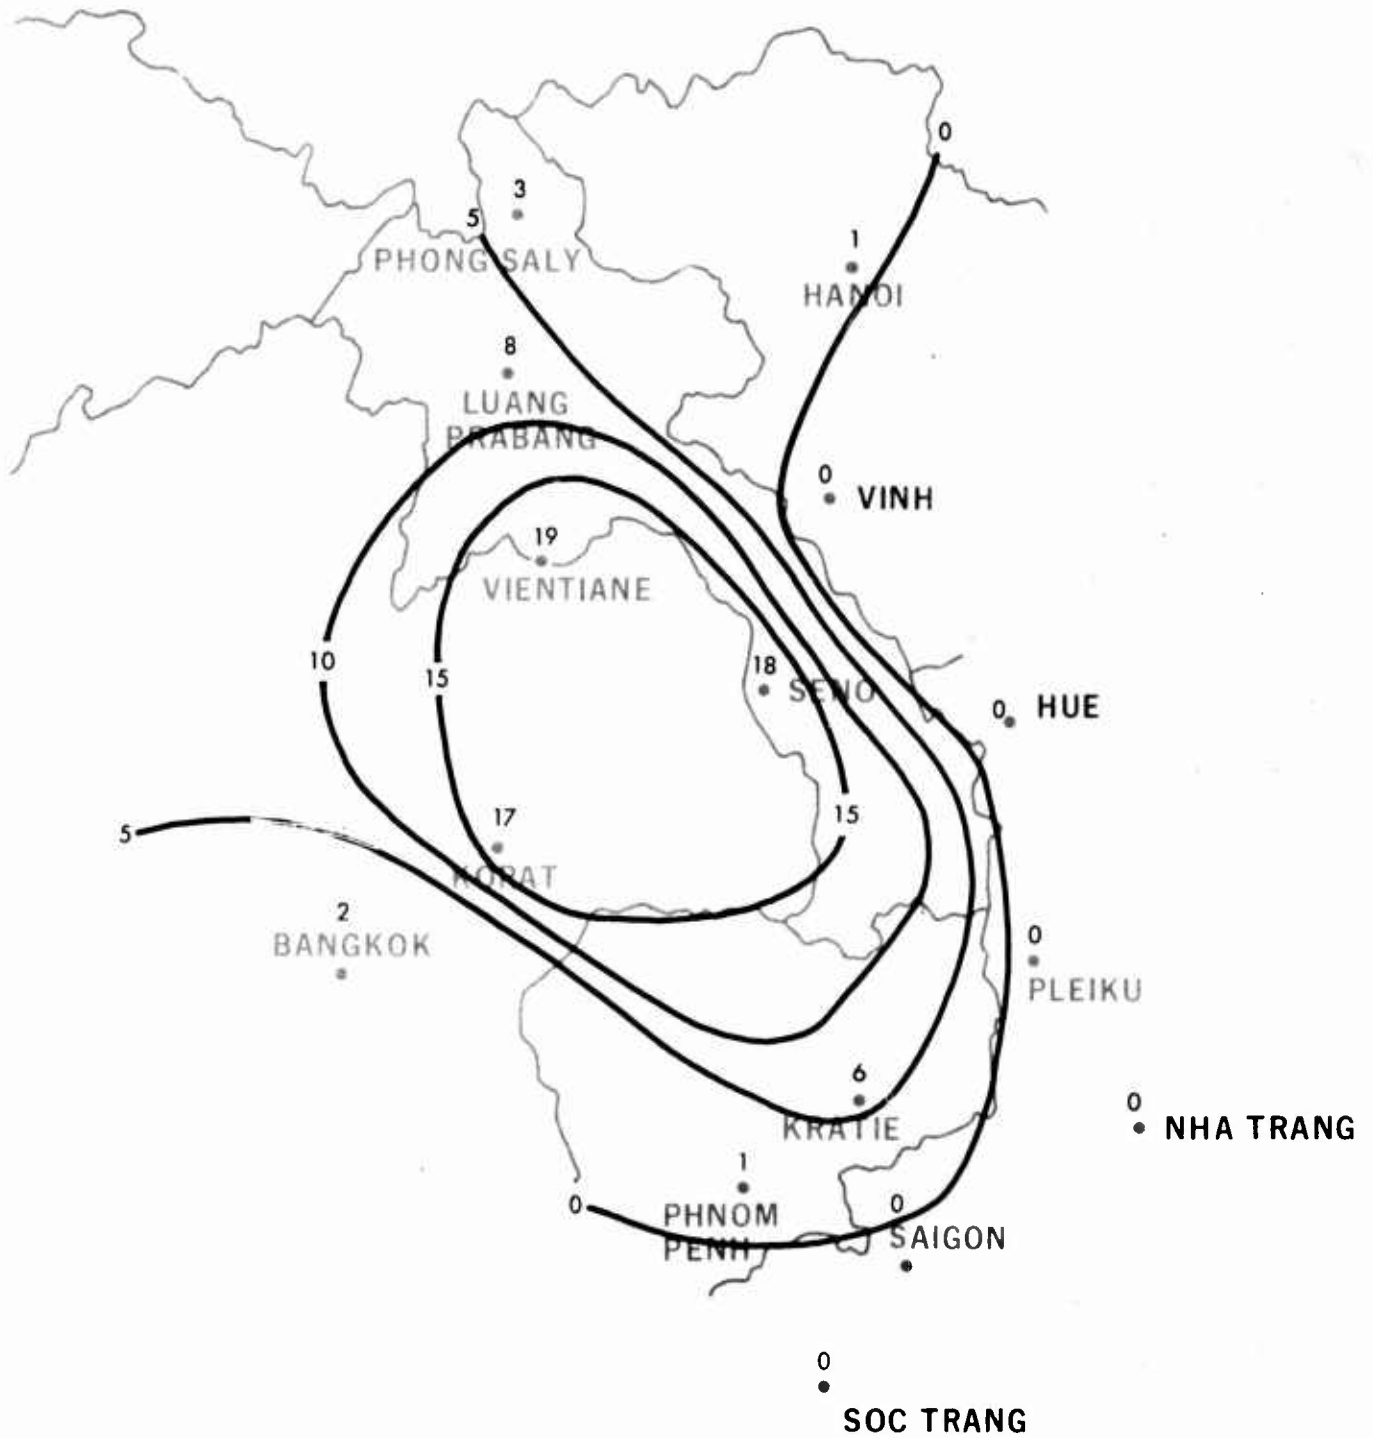 0
3
5
PHONG SALY
1
HANOI
8
LUANG
PRABANG
0
VINH
19
VIENTIANE
10
15
18
SENO
0
HUE
17
KORAT
5
15
2
BANGKOK
0
PLEIKU
6
KRATIE
0
NHA TRANG
1
PHNOM
PENH
0
0
SAIGON
0
SOC TRANG